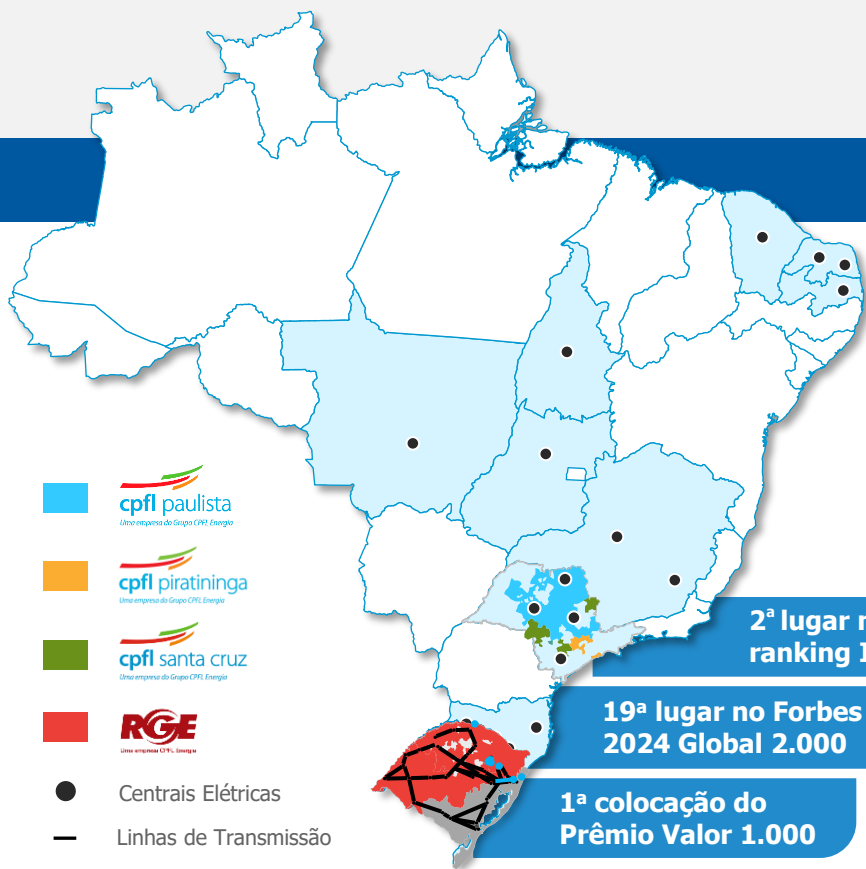 cpfl paulista
Uma empresa do Grupo CPFL Energia
cpfl piratininga
Uma empresa do Grupo CPFL Energia
cpfl santa cruz
Uma empresa do Grupo CPFL Energia
RGE
Uma empresa CPFL Energia
Centrais Elétricas
Linhas de Transmissão
2ª lugar
ranking
19ª lugar no Forbes
2024 Global 2.000
1ª colocação do
Prêmio Valor 1.000